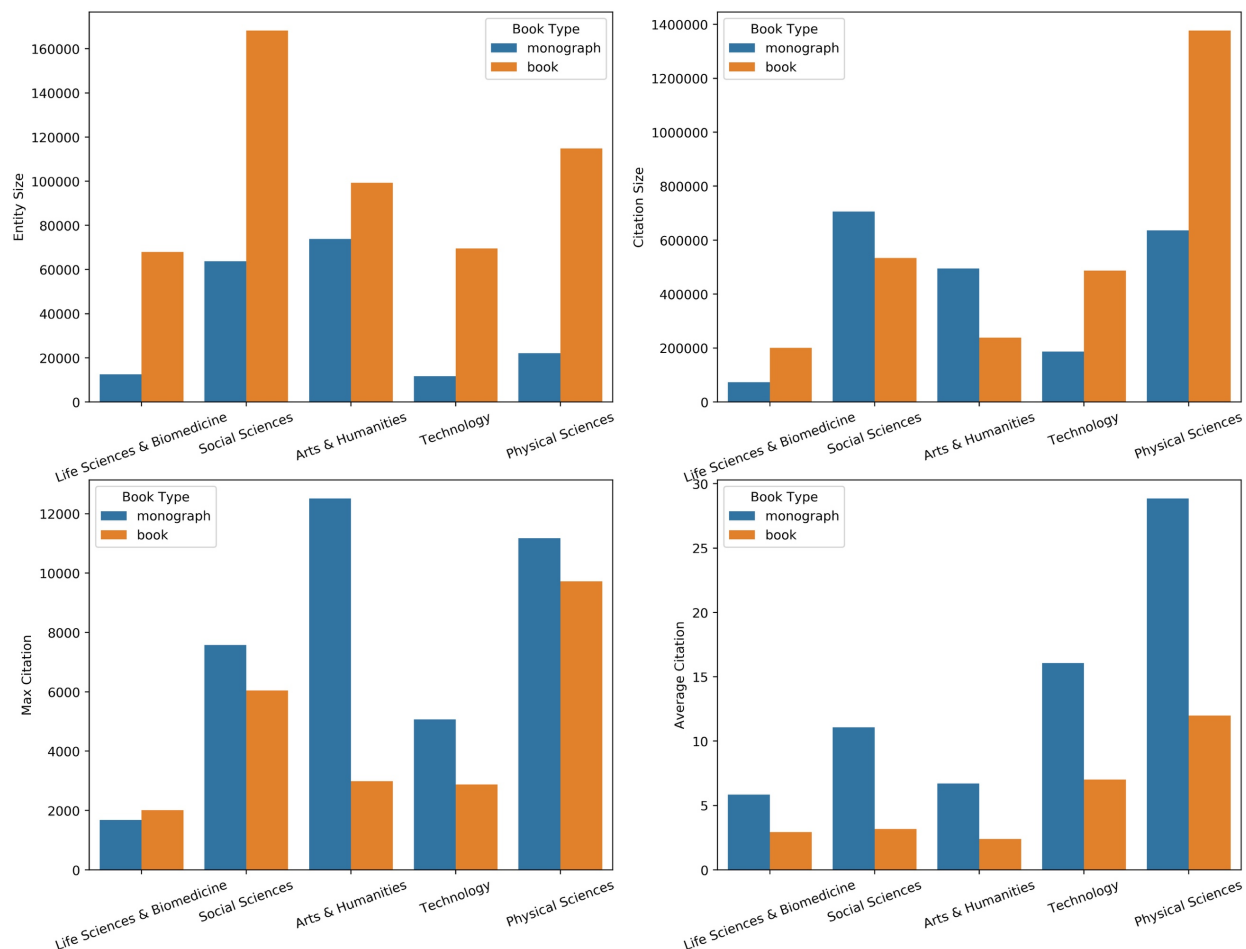 Entity Size
160000
140000
120000
100000
80000
60000
40000
20000
0
Book Type
monograph
book
Life Sciences & Biomedicine
Social Sciences
Arts & Humanities
Technology
Physical Sciences
Citation Size
1400000
1200000
1000000
800000
600000
400000
200000
0
Book Type
monograph
book
Life Sciences & Biomedicine
Social Sciences
Arts & Humanities
Technology
Physical Sciences
Max Citation
12000
10000
8000
6000
4000
2000
0
Book Type
monograph
book
Life Sciences & Biomedicine
Social Sciences
Arts & Humanities
Technology
Physical Sciences
Average Citation
30
25
20
15
10
5
0
Book Type
monograph
book
Life Sciences & Biomedicine
Social Sciences
Arts & Humanities
Technology
Physical Sciences